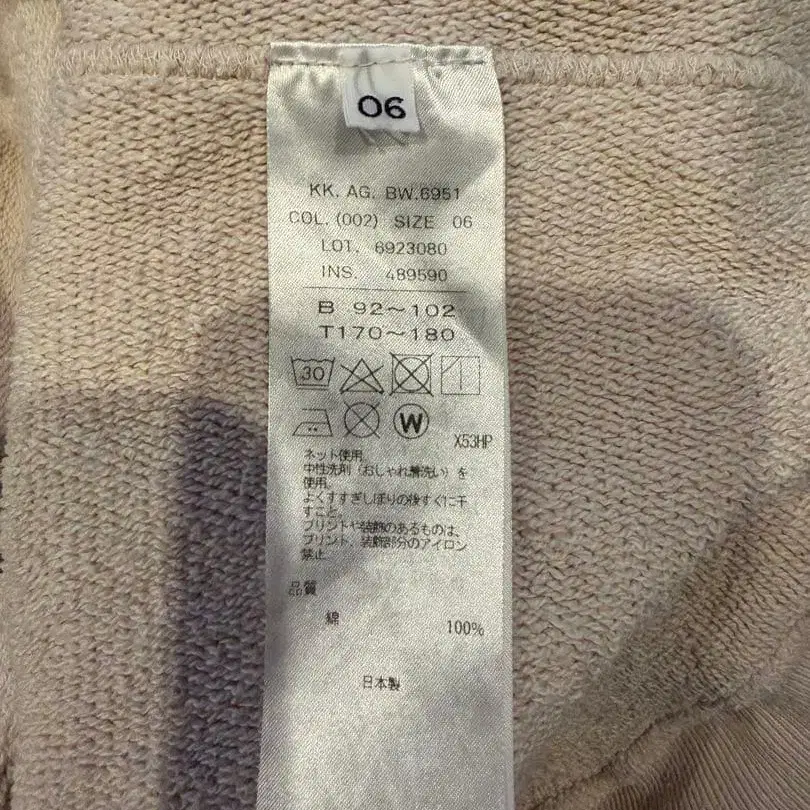 06
KK. AG. BW.6951
COL. (002) SIZE 06
LOT. 6923080
INS. 489590
B 92～102
T170～180
30
W
X53HP
ネット使用。
中性洗剤（おしゃれ着洗い）を
使用。
よくすすぎしぼりの後すぐに干
すこと。
プリントや装飾のあるものは、
プリント、装飾部分のアイロン
禁止
品質
綿 100%
日本製